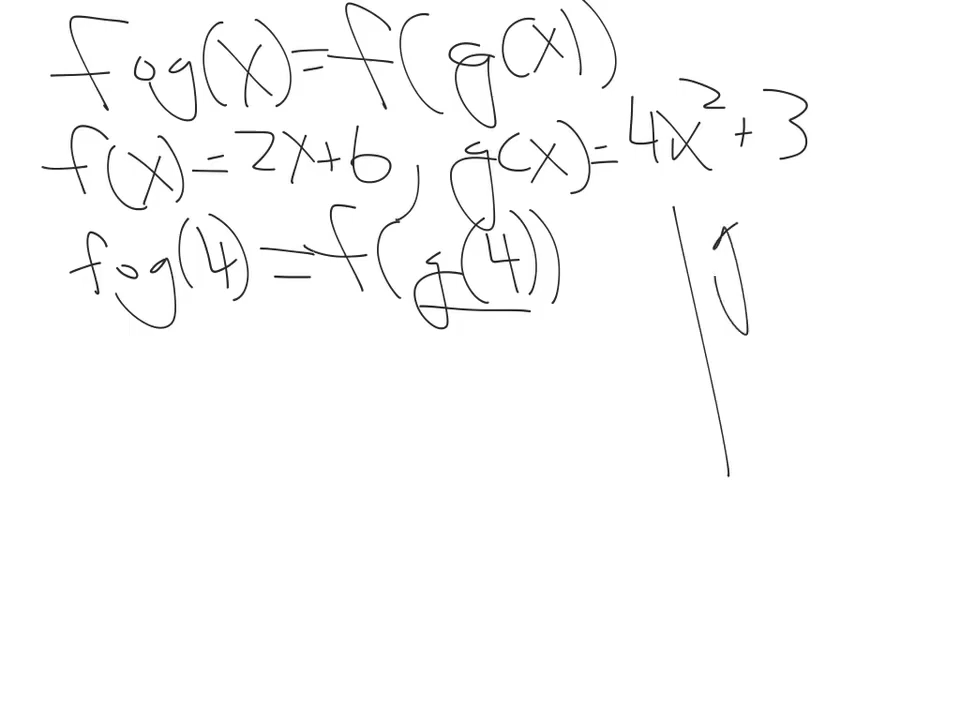 fog(x)=f(g(x))
f(x)=2x+6, g(x)=4x²+3
fog(4)=f(g(4))
g